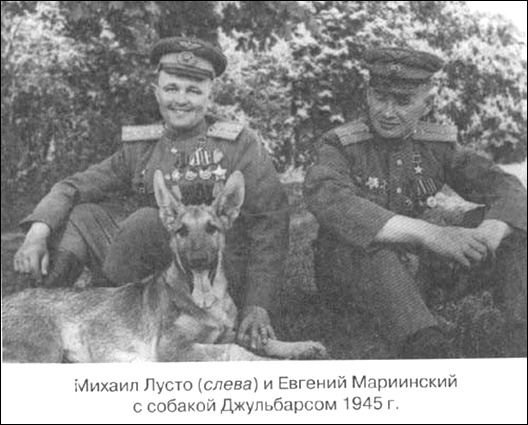 Михаил Лусто (слева) и Евгений Мариинский
с собакой Джульбарсом 1945 г.